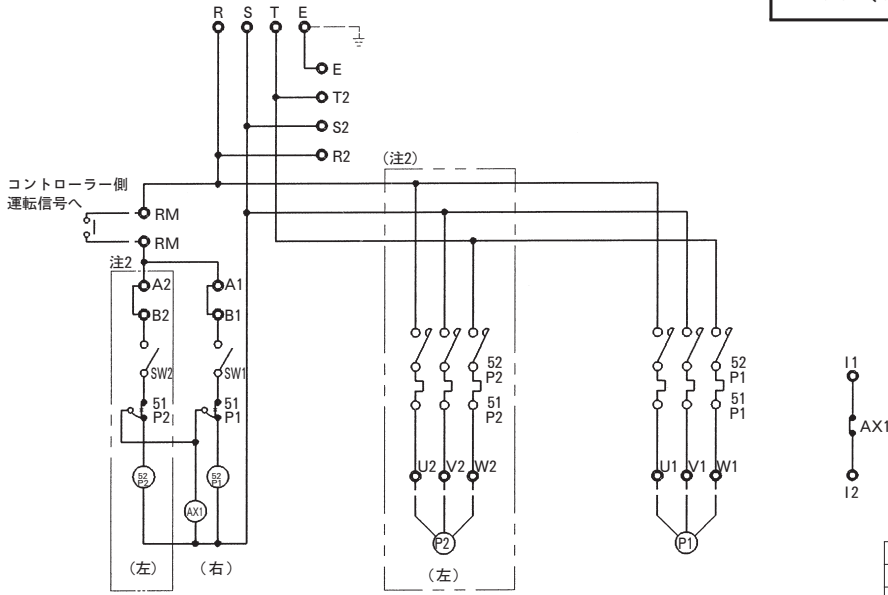 R S T E
E
T2
S2
R2
(注2)
コントローラー側
運転信号へ
RM
RM
注2
A2 A1
B2 B1
SW2 SW1
51 51
P2 P1
52 52
P2 P1
AX1
(左) (右)
52
P2
51
P2
U2 V2 W2
P2
(左)
52
P1
51
P1
U1 V1 W1
P1
I1
AX1
I2